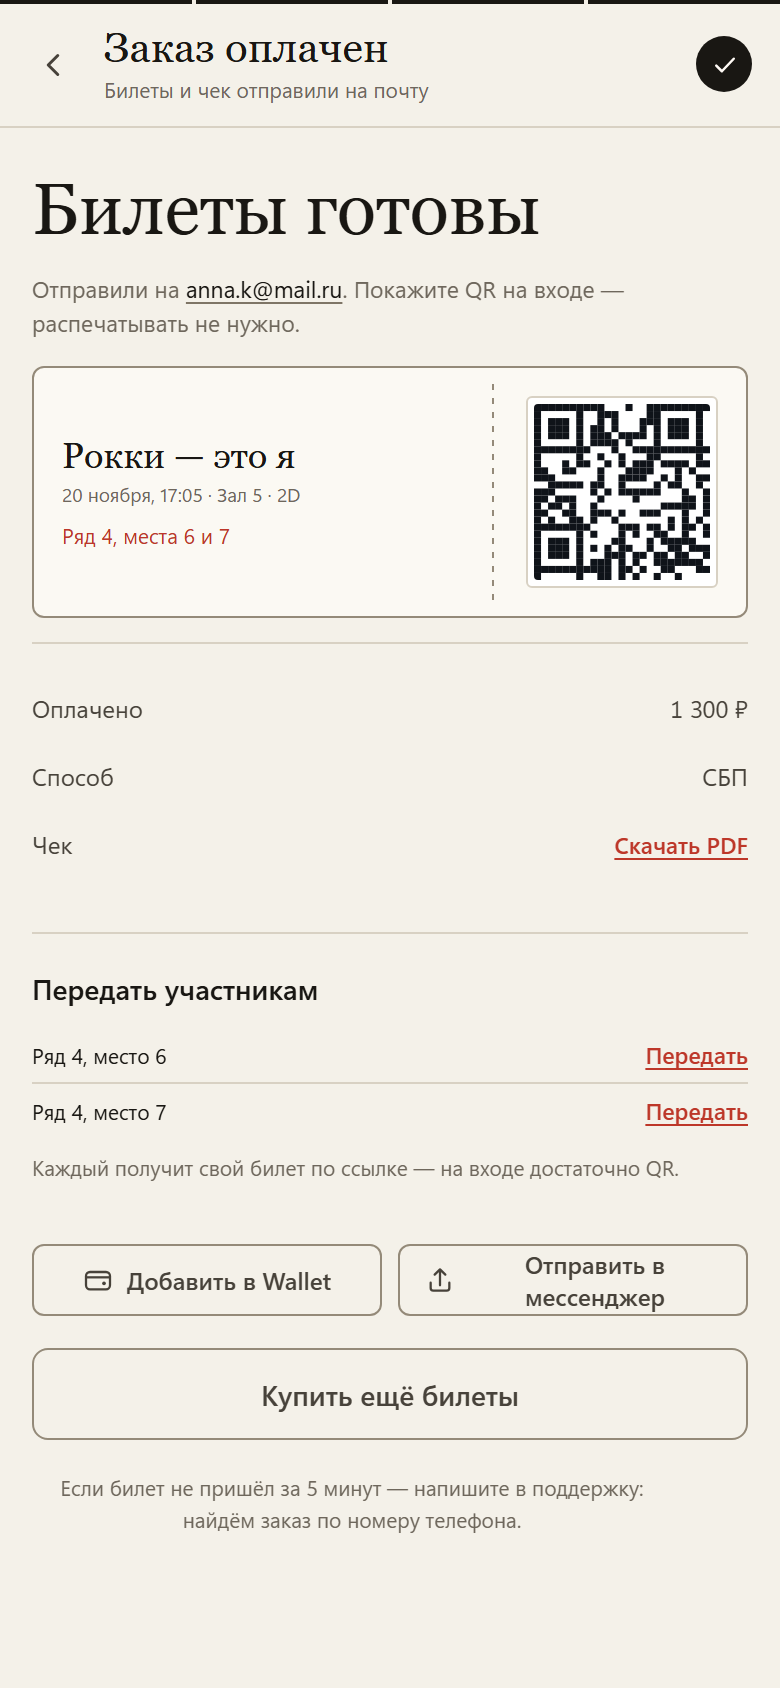 Заказ оплачен
Билеты и чек отправили на почту
Билеты готовы
Отправили на anna.k@mail.ru. Покажите QR на входе —
распечатывать не нужно.
Рокки — это я
20 ноября, 17:05 · Зал 5 · 2D
Ряд 4, места 6 и 7
Оплачено 1 300 ₽
Способ СБП
Чек Скачать PDF
Передать участникам
Ряд 4, место 6 Передать
Ряд 4, место 7 Передать
Каждый получит свой билет по ссылке — на входе достаточно QR.
Добавить в Wallet
Отправить в
мессенджер
Купить ещё билеты
Если билет не пришёл за 5 минут — напишите в поддержку:
найдём заказ по номеру телефона.